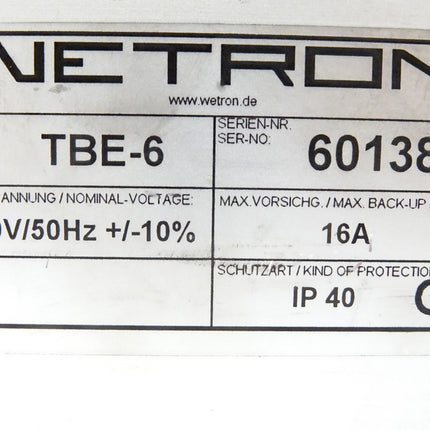 WETRON
www.wetron.de
TBE-6
SERIEN-NR.
SER-NO:
60138
ANNUNG / NOMINAL-VOLTAGE:
0V/50Hz +/-10%
MAX.VORSICHG. / MAX. BACK-UP
16A
SCHUTZART / KIND OF PROTECTION
IP 40